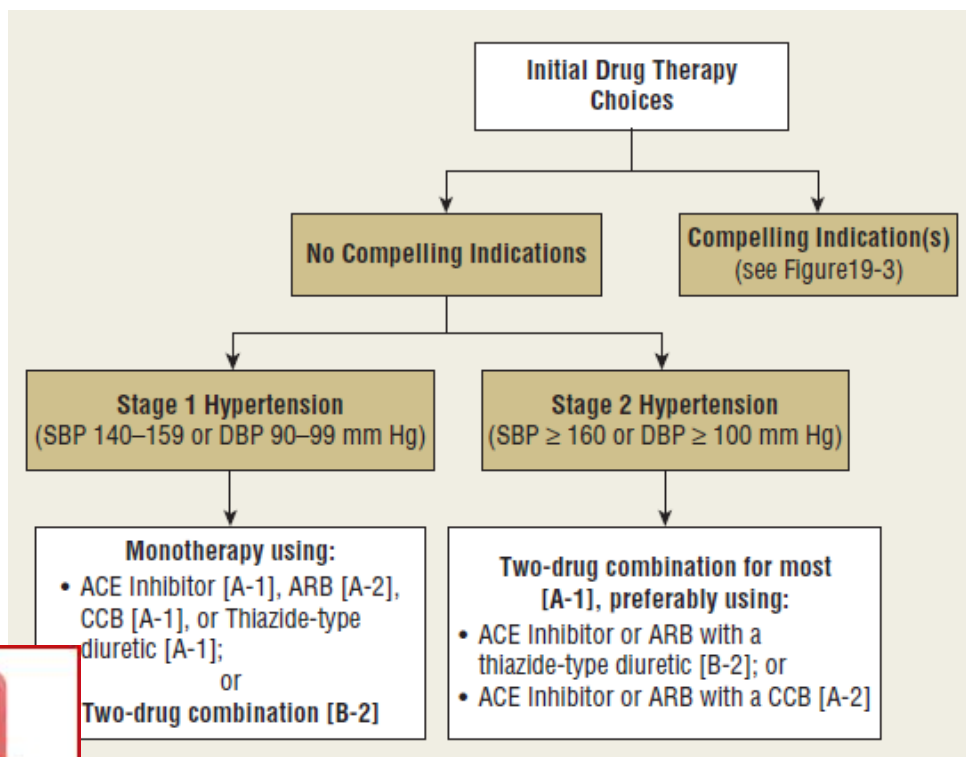 Initial Drug Therapy
Choices
No Compelling Indications
Compelling Indication(s)
(see Figure19-3)
Stage 1 Hypertension
(SBP 140–159 or DBP 90–99 mm Hg)
Stage 2 Hypertension
(SBP ≥ 160 or DBP ≥ 100 mm Hg)
Monotherapy using:
• ACE Inhibitor [A-1], ARB [A-2],
CCB [A-1], or Thiazide-type
diuretic [A-1];
or
Two-drug combination [B-2]
Two-drug combination for most
[A-1], preferably using:
• ACE Inhibitor or ARB with a
thiazide-type diuretic [B-2]; or
• ACE Inhibitor or ARB with a CCB [A-2]